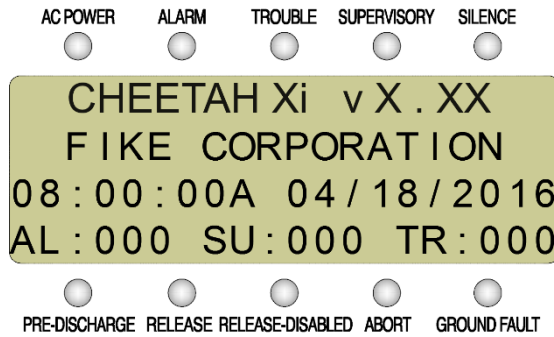 AC POWER ALARM TROUBLE SUPERVISORY SILENCE
CHEETAH Xi v X . XX
FIKE CORPORATION
08:00:00A 04/18/2016
AL:000 SU:000 TR:000
PRE-DISCHARGE RELEASE RELEASE-DISABLED ABORT GROUND FAULT